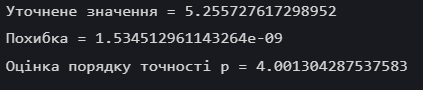 Уточнене значення = 5.255727617298952
Похибка = 1.534512961143264e-09
Оцінка порядку точності p = 4.001304287537583